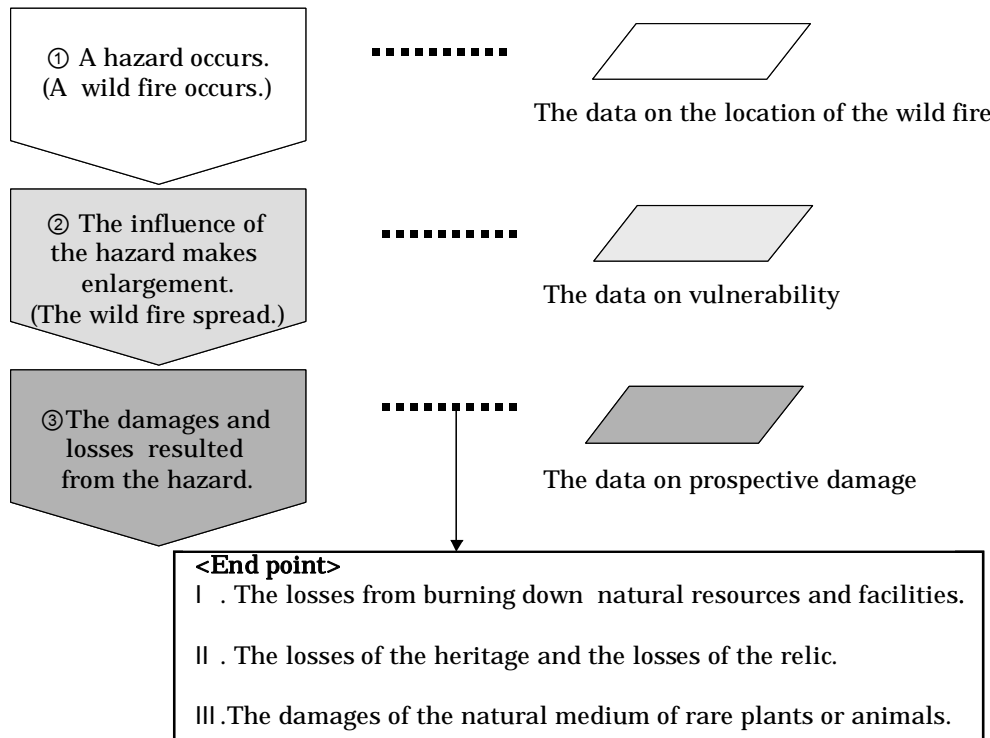 ① A hazard occurs.
(A wild fire occurs.)
The data on the location of the wild fire
② The influence of
the hazard makes
enlargement.
(The wild fire spread.)
The data on vulnerability
③The damages and
losses resulted
from the hazard.
The data on prospective damage
<End point>
I . The losses from burning down natural resources and facilities.
II . The losses of the heritage and the losses of the relic.
III.The damages of the natural medium of rare plants or animals.